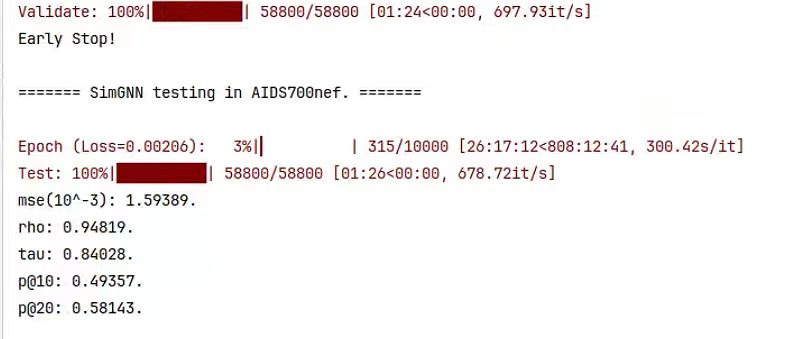 Validate: 100%|██████████| 58800/58800 [01:24<00:00, 697.93it/s]
Early Stop!
======= SimGNN testing in AIDS700nef. =======
Epoch (Loss=0.00206):   3%|▎         | 315/10000 [26:17:12<808:12:41, 300.42s/it]
Test: 100%|██████████| 58800/58800 [01:26<00:00, 678.72it/s]
mse(10^-3): 1.59389.
rho: 0.94819.
tau: 0.84028.
p@10: 0.49357.
p@20: 0.58143.